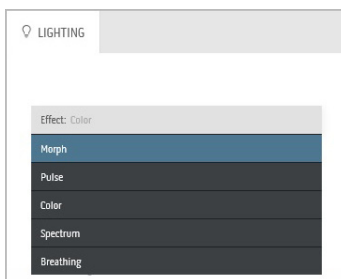 LIGHTING
Effect: Color
Morph
Pulse
Color
Spectrum
Breathing